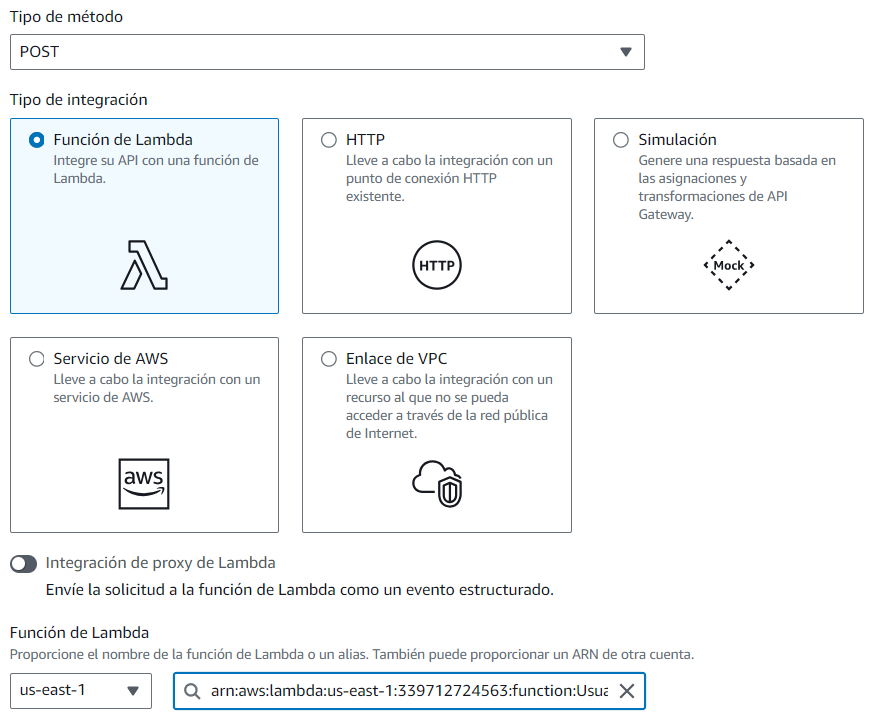 Tipo de método
POST
Tipo de integración
Función de Lambda
Integre su API con una función de
Lambda.
HTTP
Lleve a cabo la integración con un
punto de conexión HTTP
existente.
HTTP
Simulación
Genere una respuesta basada en
las asignaciones y
transformaciones de API
Gateway.
Mock
Servicio de AWS
Lleve a cabo la integración con un
servicio de AWS.
aws
Enlace de VPC
Lleve a cabo la integración con un
recurso al que no se pueda
acceder a través de la red pública
de Internet.
Integración de proxy de Lambda
Envíe la solicitud a la función de Lambda como un evento estructurado.
Función de Lambda
Proporcione el nombre de la función de Lambda o un alias. También puede proporcionar un ARN de otra cuenta.
us-east-1
arn:aws:lambda:us-east-1:339712724563:function:Usua